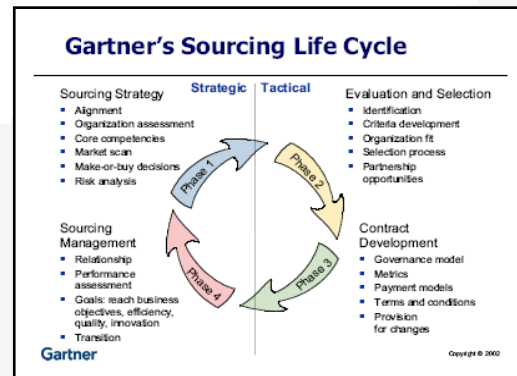 Gartner's Sourcing Life Cycle
Strategic Tactical
Sourcing Strategy
Alignment
Organization assessment
Core competencies
Market scan
Make-or-buy decisions
Risk analysis
Evaluation and Selection
Identification
Criteria development
Organization fit
Selection process
Partnership
opportunities
Phase 1
Phase 2
Phase 3
Phase 4
Sourcing
Management
Relationship
Performance
assessment
Goals: reach business
objectives, efficiency,
quality, innovation
Transition
Contract
Development
Governance model
Metrics
Payment models
Terms and conditions
Provision
for changes
Gartner
Copyright © 2002